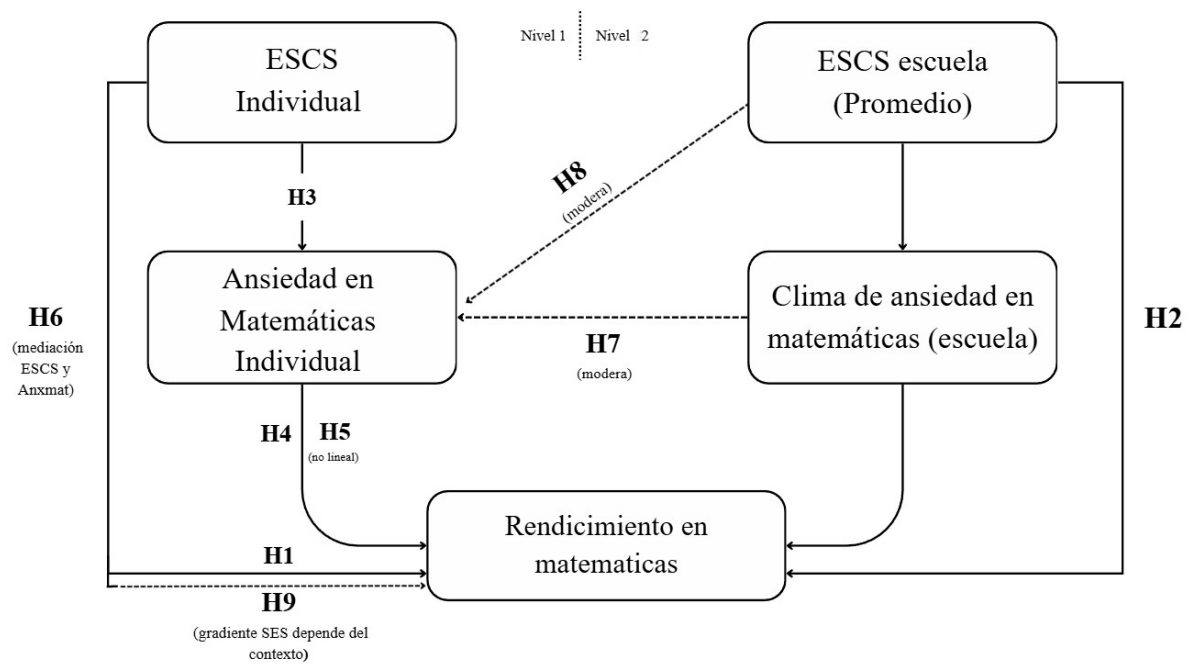 Nivel 1
Nivel 2
ESCS
Individual
ESCS escuela
(Promedio)
H8
(modera)
H3
Ansiedad en
Matemáticas
Individual
Clima de ansiedad en
matemáticas (escuela)
H7
(modera)
H6
(mediación
ESCS y
Anxmat)
H2
H4
H5
(no lineal)
Rendicimiento en
matematicas
H1
H9
(gradiente SES depende del
contexto)